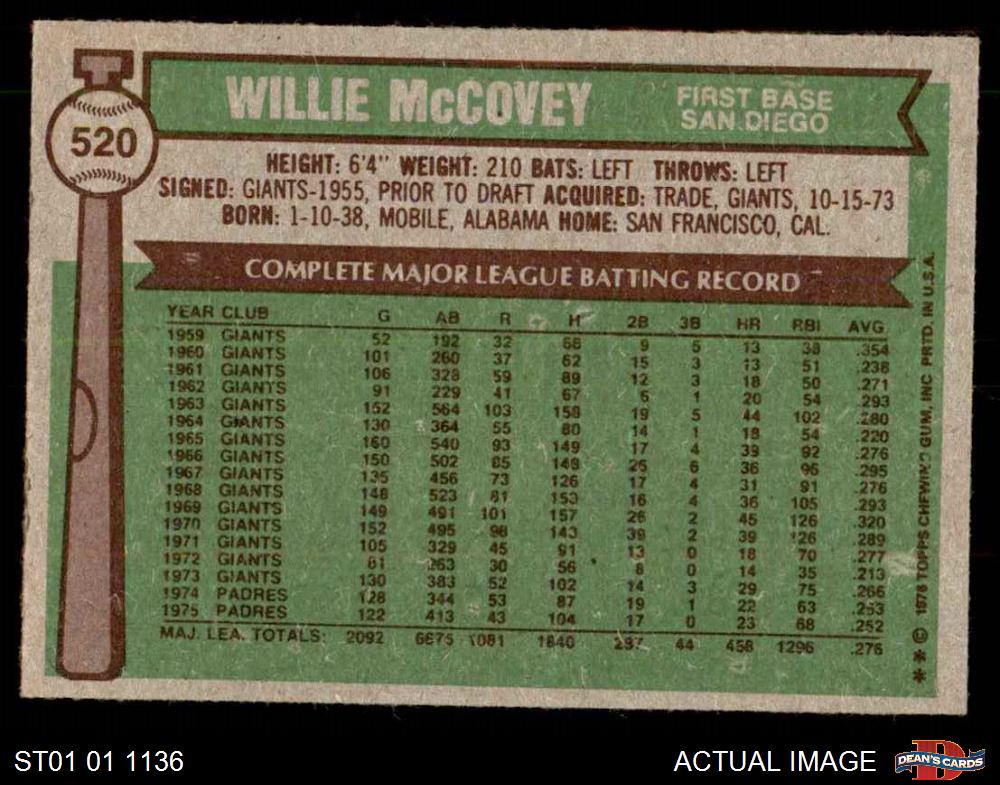 520
WILLIE McCOVEY
FIRST BASE
SAN DIEGO
HEIGHT: 6'4" WEIGHT: 210 BATS: LEFT THROWS: LEFT
SIGNED: GIANTS-1955, PRIOR TO DRAFT ACQUIRED: TRADE, GIANTS, 10-15-73
BORN: 1-10-38, MOBILE, ALABAMA HOME: SAN FRANCISCO, CAL.
COMPLETE MAJOR LEAGUE BATTING RECORD
YEAR CLUB G AB R H 2B 3B HR RBI AVG
1959 GIANTS 52 192 32 68 9 5 13 38 .354
1960 GIANTS 101 260 37 62 15 3 13 51 .238
1961 GIANTS 106 328 59 89 12 3 18 50 .271
1962 GIANTS 91 229 41 67 6 1 20 54 .293
1963 GIANTS 152 564 103 158 19 5 44 102 .280
1964 GIANTS 130 364 55 80 14 1 18 54 .220
1965 GIANTS 160 540 93 149 17 4 39 92 .276
1966 GIANTS 150 502 85 148 26 6 36 96 .295
1967 GIANTS 135 456 73 126 17 4 31 91 .276
1968 GIANTS 148 523 81 153 16 4 36 105 .293
1969 GIANTS 149 491 101 157 26 2 45 126 .320
1970 GIANTS 152 495 98 143 39 2 39 126 .289
1971 GIANTS 105 329 45 91 13 0 18 70 .277
1972 GIANTS 81 263 30 56 8 0 14 35 .213
1973 GIANTS 130 383 52 102 14 3 29 75 .266
1974 PADRES 128 344 53 87 19 1 22 63 .253
1975 PADRES 122 413 43 104 17 0 23 68 .252
MAJ. LEA. TOTALS: 2092 6675 1081 1840 287 44 458 1296 .276
** © 1976 TOPPS CHEWING GUM, INC PRTD. IN U.S.A.
ST01 01 1136
ACTUAL IMAGE
D
DEAN'S CARDS